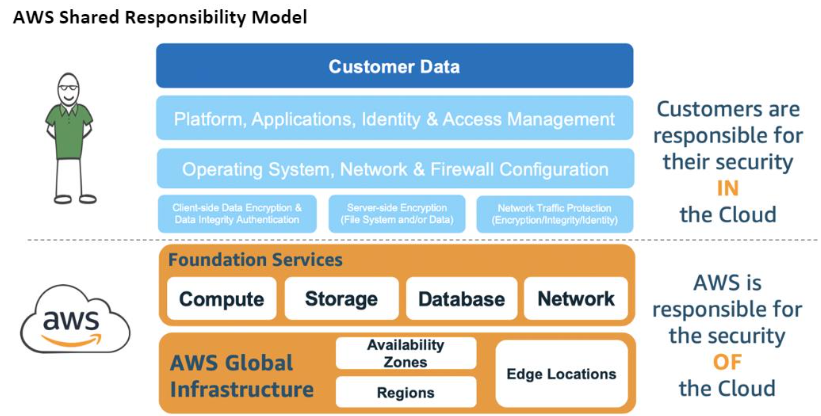 AWS Shared Responsibility Model
Customer Data
Platform, Applications, Identity & Access Management
Operating System, Network & Firewall Configuration
Client-side Data Encryption &
Data Integrity Authentication
Server-side Encryption
(File System and/or Data)
Network Traffic Protection
(Encryption/Integrity/Identity)
Customers are
responsible for
their security
IN
the Cloud
aws
Foundation Services
Compute
Storage
Database
Network
AWS Global
Infrastructure
Availability
Zones
Regions
Edge Locations
AWS is
responsible for
the security
OF
the Cloud